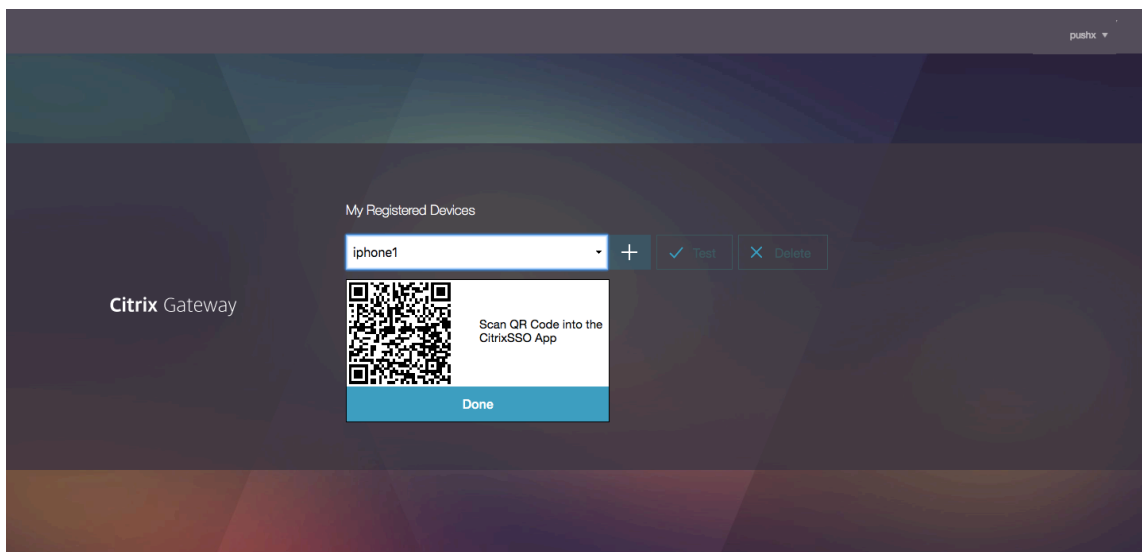 pushx
My Registered Devices
iphone1
Test
Delete
Citrix Gateway
Scan QR Code into the
CitrixSSO App
Done